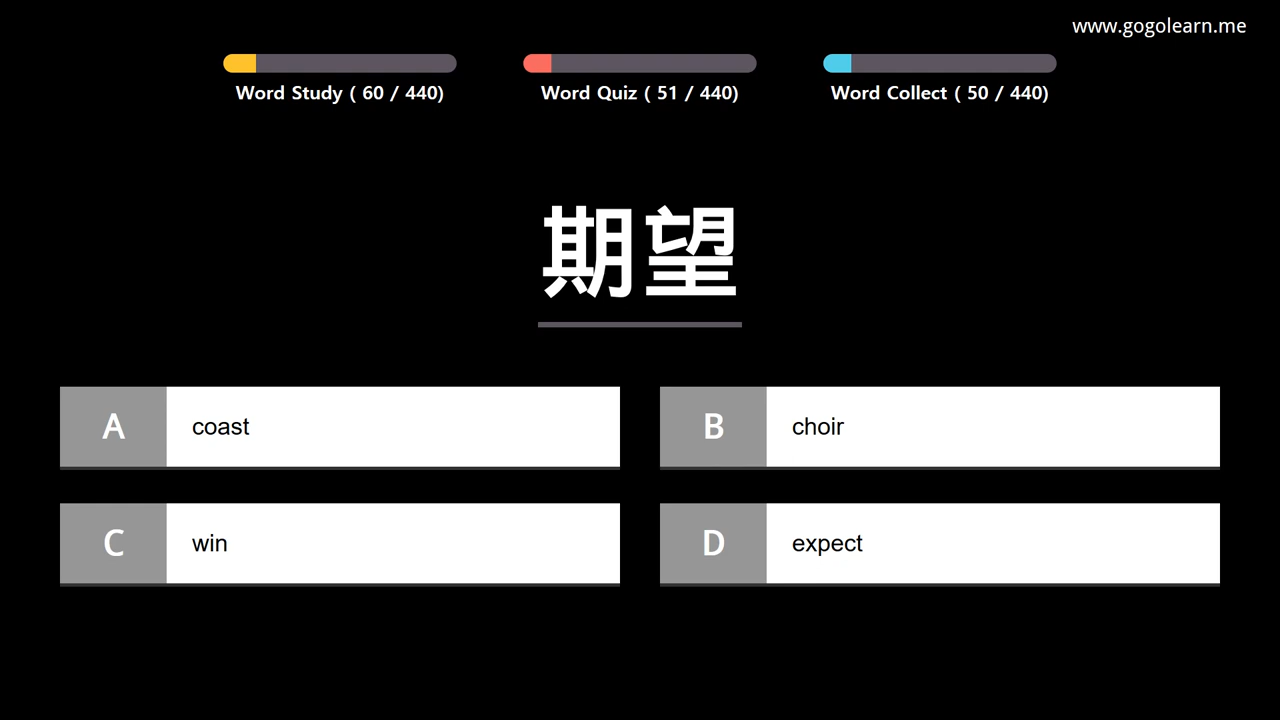 www.gogolearn.me
Word Study ( 60 / 440)
Word Quiz ( 51 / 440)
Word Collect ( 50 / 440)
期望
A coast
B choir
C win
D expect